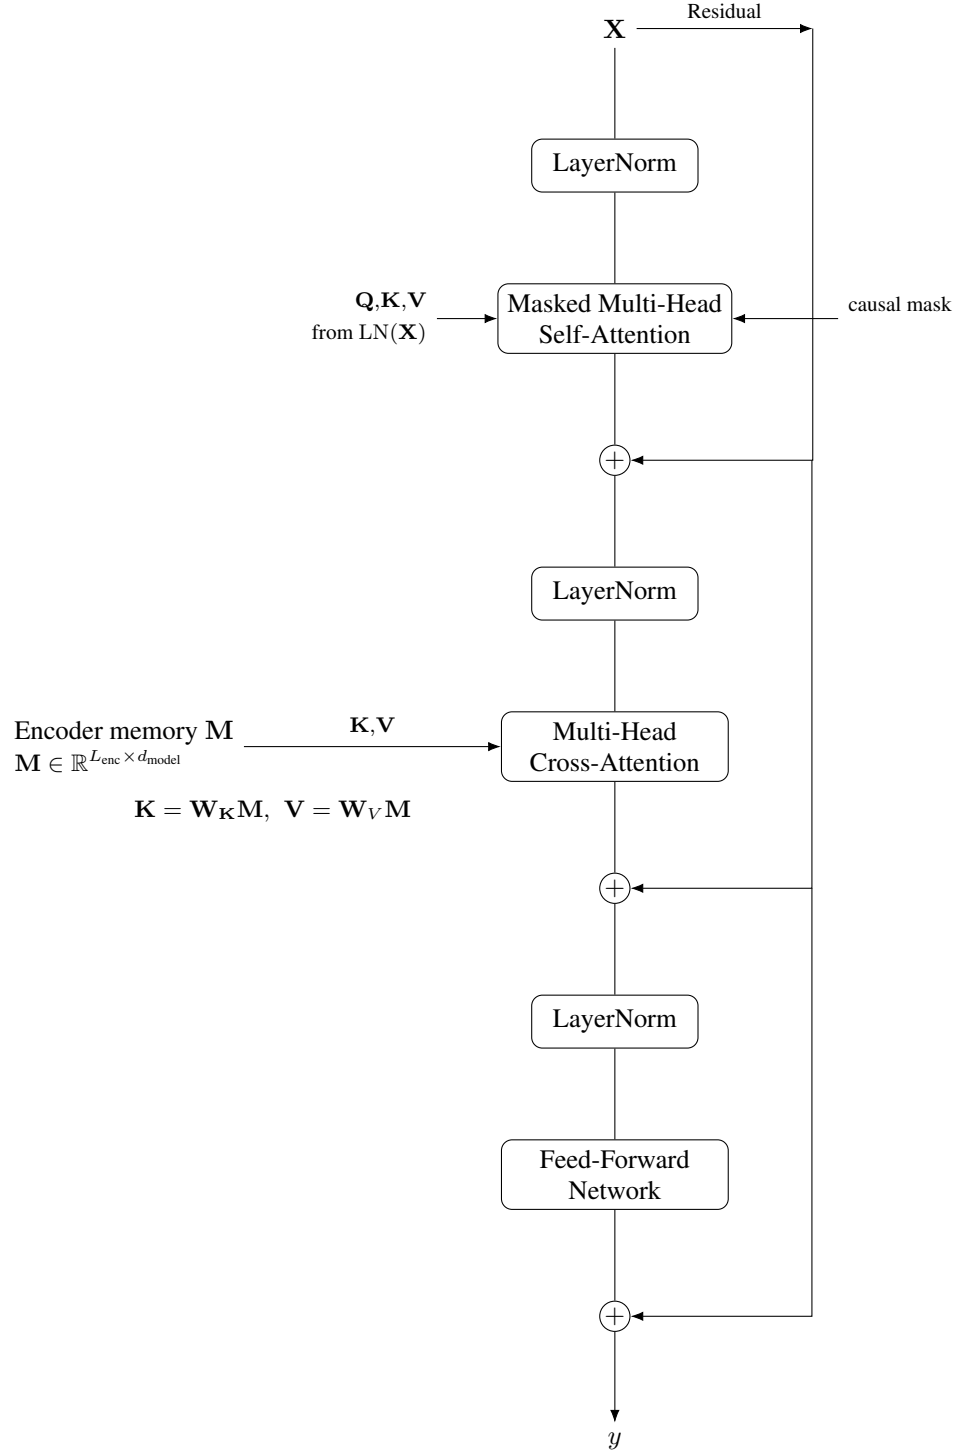 Residual
X
LayerNorm
Q,K,V
from LN(X)
Masked Multi-Head
Self-Attention
causal mask
+
LayerNorm
Encoder memory M
M ∈ ℝ^{L_enc × d_model}
K,V
Multi-Head
Cross-Attention
K = W_K M, V = W_V M
+
LayerNorm
Feed-Forward
Network
+
y